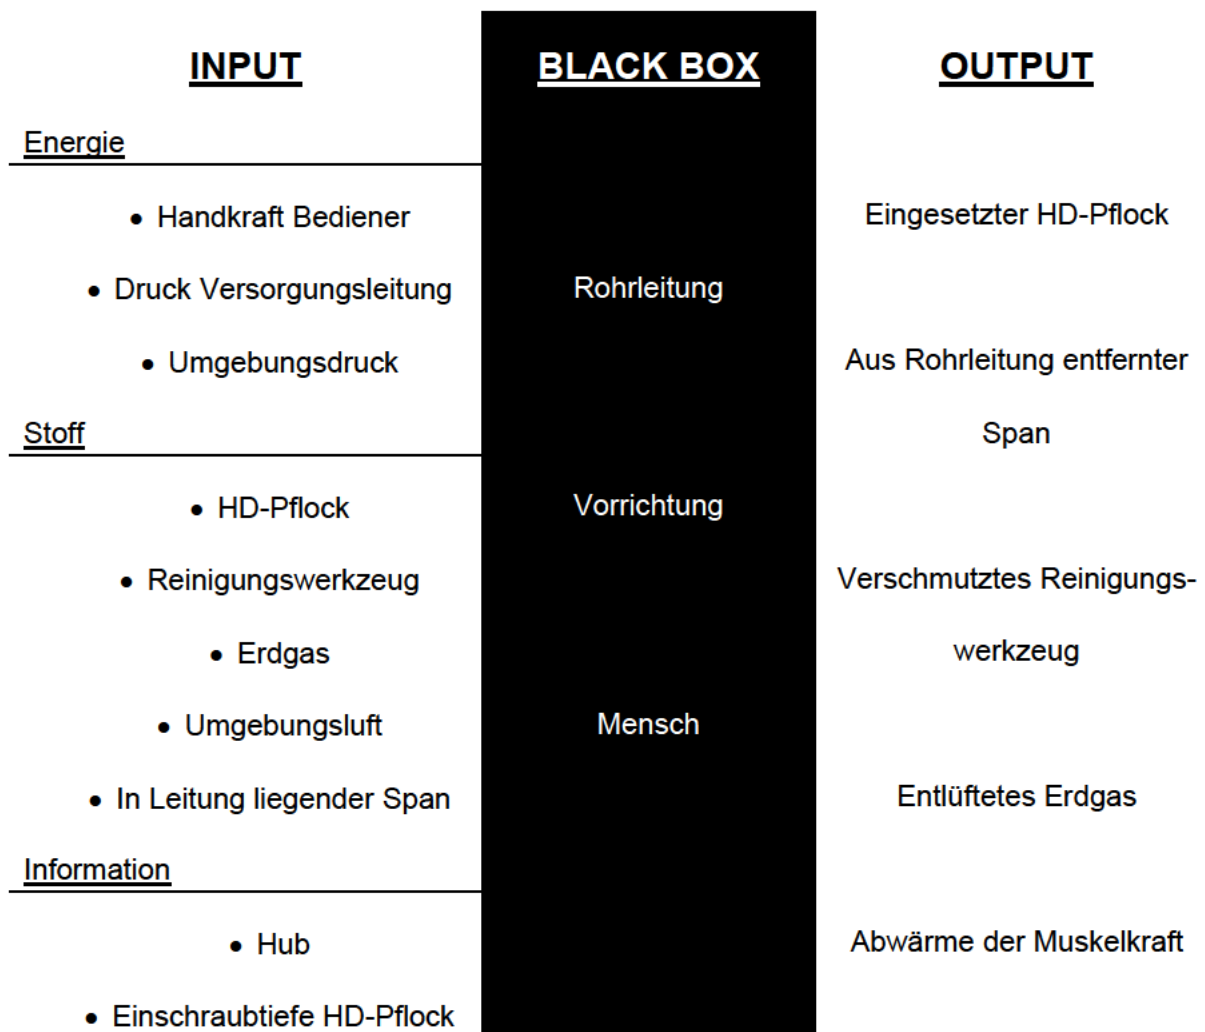 INPUT
BLACK BOX
OUTPUT
Energie
• Handkraft Bediener
Eingesetzter HD-Pflock
• Druck Versorgungsleitung
Rohrleitung
• Umgebungsdruck
Aus Rohrleitung entfernter
Stoff
Span
• HD-Pflock
Vorrichtung
• Reinigungswerkzeug
Verschmutztes Reinigungs-
• Erdgas
werkzeug
• Umgebungsluft
Mensch
• In Leitung liegender Span
Entlüftetes Erdgas
Information
• Hub
Abwärme der Muskelkraft
• Einschraubtiefe HD-Pflock